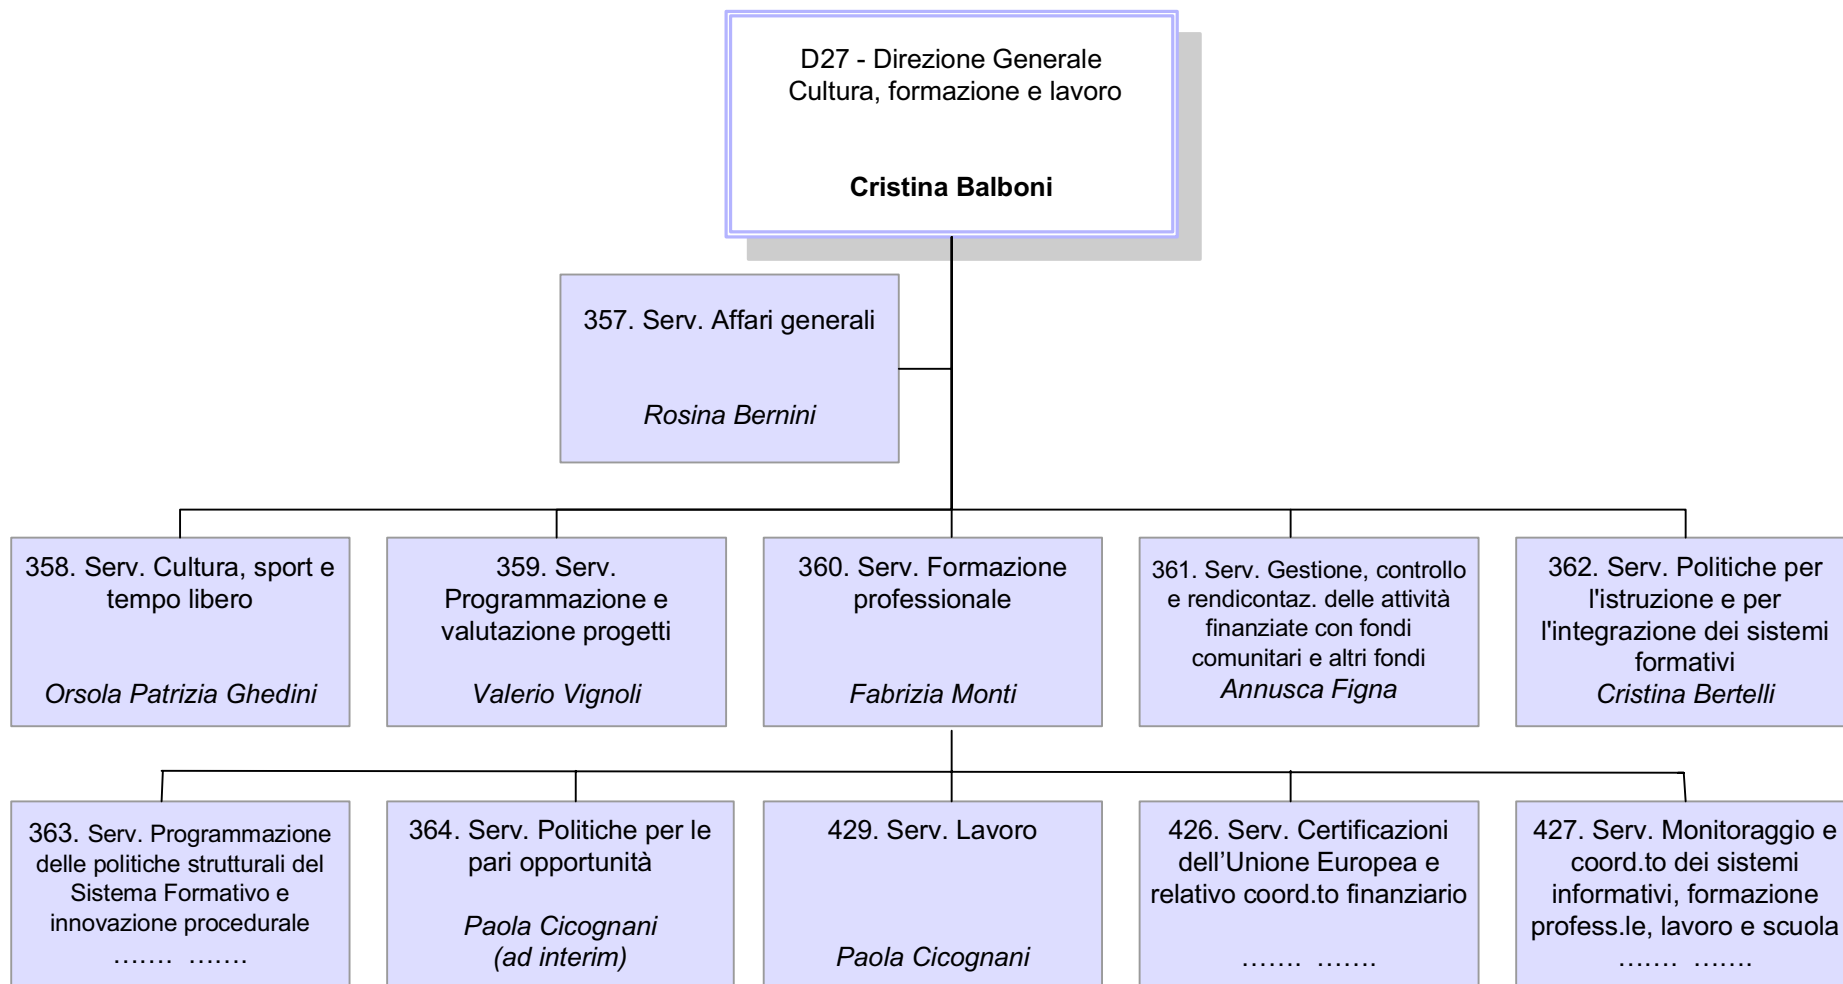 D27 - Direzione Generale
Cultura, formazione e lavoro
Cristina Balboni
357. Serv. Affari generali
Rosina Bernini
358. Serv. Cultura, sport e
tempo libero
Orsola Patrizia Ghedini
359. Serv.
Programmazione e
valutazione progetti
Valerio Vignoli
360. Serv. Formazione
professionale
Fabrizia Monti
361. Serv. Gestione, controllo
e rendicontaz. delle attività
finanziate con fondi
comunitari e altri fondi
Annusca Figna
362. Serv. Politiche per
l'istruzione e per
l'integrazione dei sistemi
formativi
Cristina Bertelli
363. Serv. Programmazione
delle politiche strutturali del
Sistema Formativo e
innovazione procedurale
……. …….
364. Serv. Politiche per le
pari opportunità
Paola Cicognani
(ad interim)
429. Serv. Lavoro
Paola Cicognani
426. Serv. Certificazioni
dell’Unione Europea e
relativo coord.to finanziario
……. …….
427. Serv. Monitoraggio e
coord.to dei sistemi
informativi, formazione
profess.le, lavoro e scuola
……. …….